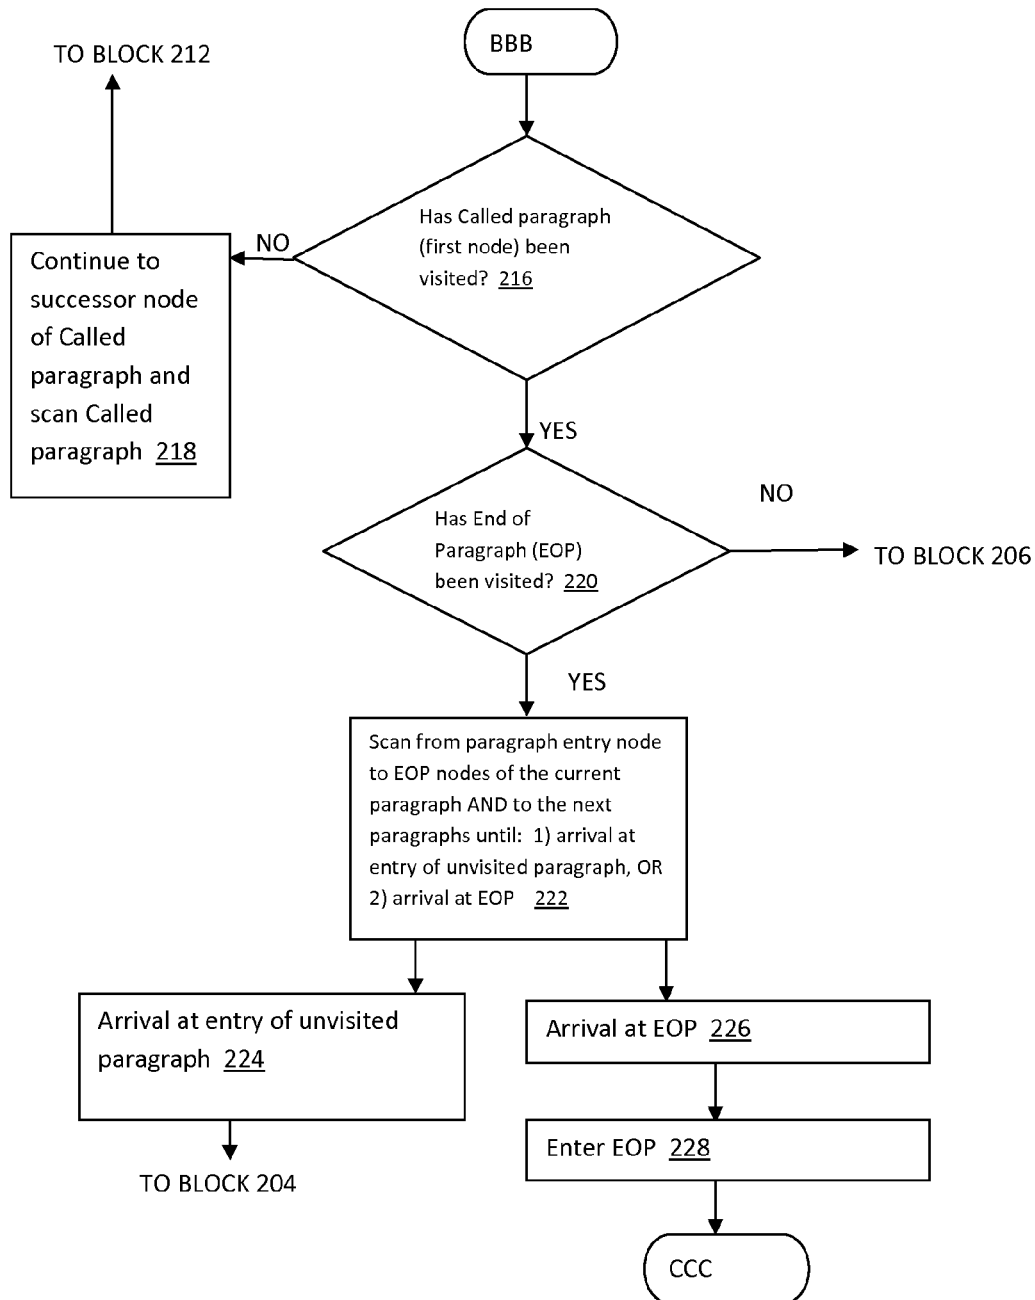 BBB
TO BLOCK 212
Has Called paragraph
(first node) been
visited? 216
NO
Continue to
successor node
of Called
paragraph and
scan Called
paragraph 218
YES
Has End of
Paragraph (EOP)
been visited? 220
NO
TO BLOCK 206
YES
Scan from paragraph entry node
to EOP nodes of the current
paragraph AND to the next
paragraphs until: 1) arrival at
entry of unvisited paragraph, OR
2) arrival at EOP 222
Arrival at entry of unvisited
paragraph 224
TO BLOCK 204
Arrival at EOP 226
Enter EOP 228
CCC